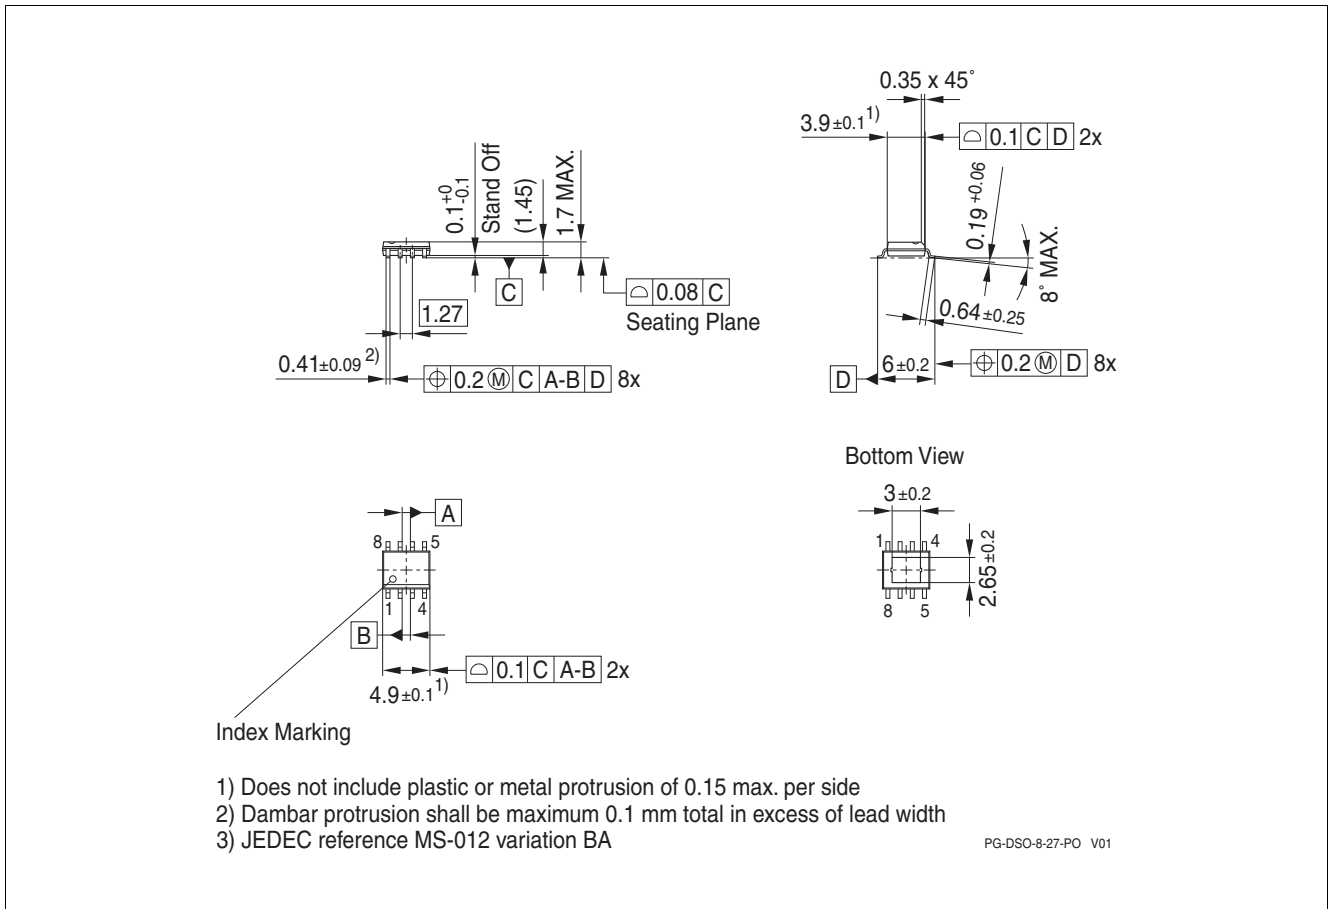 0.35 x 45°
3.9 ±0.1 1)
⌓ 0.1 C D 2x
0.1 +0 -0.1
Stand Off
(1.45)
1.7 MAX.
0.19 +0.06
8° MAX.
C
⌓ 0.08 C
Seating Plane
1.27
0.64 ±0.25
0.41 ±0.09 2)
⌖ 0.2 Ⓜ C A-B D 8x
D
6 ±0.2
⌖ 0.2 Ⓜ D 8x
Bottom View
3 ±0.2
A
8 5
1 4
1 4
8 5
2.65 ±0.2
B
⌓ 0.1 C A-B 2x
4.9 ±0.1 1)
Index Marking
1) Does not include plastic or metal protrusion of 0.15 max. per side
2) Dambar protrusion shall be maximum 0.1 mm total in excess of lead width
3) JEDEC reference MS-012 variation BA
PG-DSO-8-27-PO V01